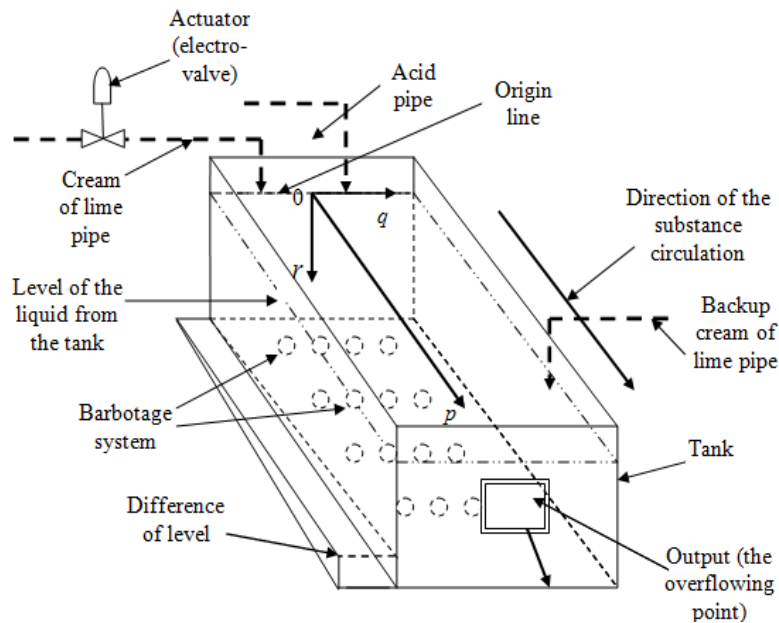 Actuator
(electro-
valve)
Acid
pipe
Origin
line
Cream
of lime
pipe
0
q
Direction of the
substance
circulation
r
Level of the
liquid from
the tank
Backup
cream of
lime pipe
Barbotage
system
p
Tank
Difference
of level
Output (the
overflowing
point)